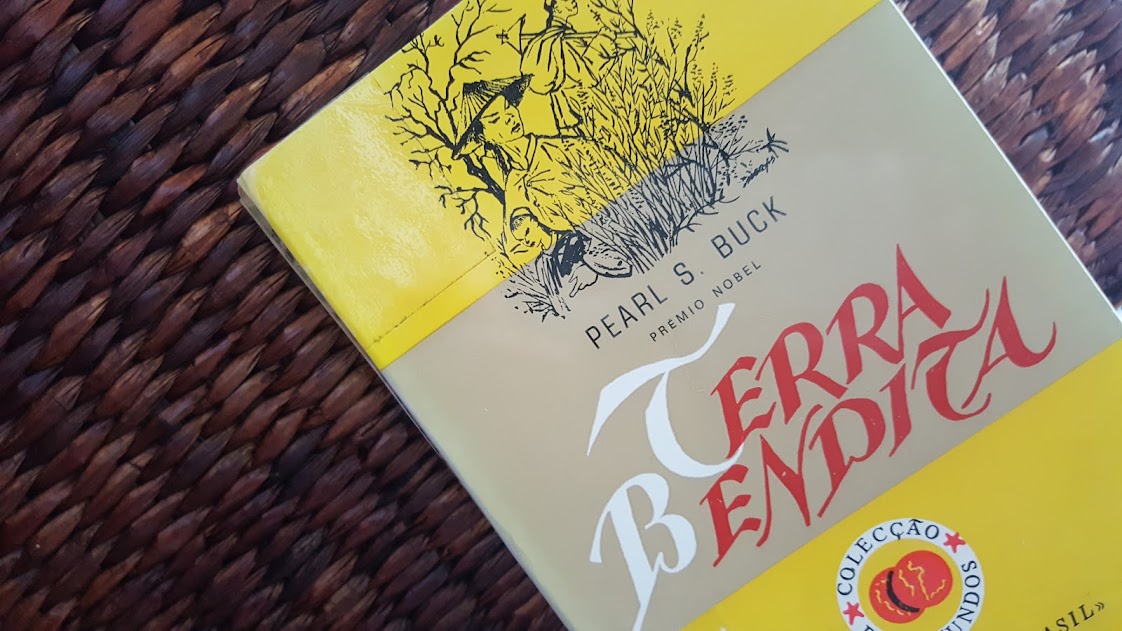 PEARL S. BUCK
PRÉMIO NOBEL
TERRA
BENDITA
COLECÇÃO